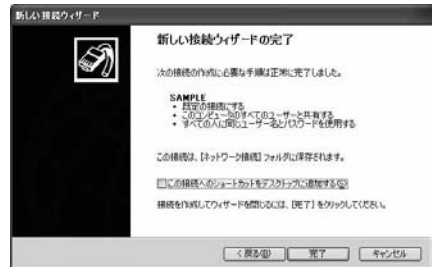 新しい接続ウィザード
新しい接続ウィザードの完了
次の接続の作成に必要な手順は正常に完了しました。
SAMPLE
• 既定の接続にする
• このコンピュータのすべてのユーザーと共有する
• すべての人に同じユーザー名とパスワードを使用する
この接続は、[ネットワーク接続] フォルダに保存されます。
この接続へのショートカットをデスクトップに追加する(S)
接続を作成してウィザードを閉じるには、[完了] をクリックしてください。
< 戻る(B)
完了
キャンセル